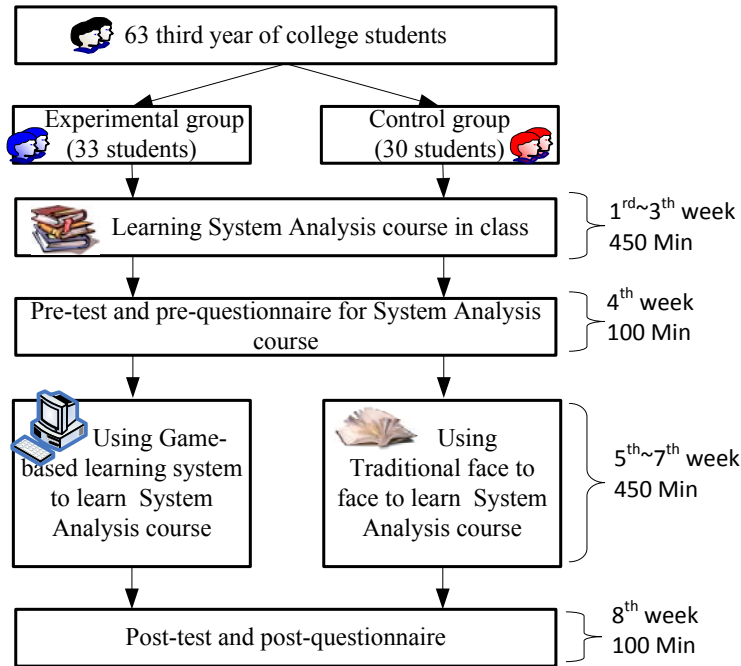 63 third year of college students
Experimental group
(33 students)
Control group
(30 students)
Learning System Analysis course in class
1rd~3th week
450 Min
Pre-test and pre-questionnaire for System Analysis
course
4th week
100 Min
Using Game-
based learning system
to learn System
Analysis course
Using
Traditional face to
face to learn System
Analysis course
5th~7th week
450 Min
Post-test and post-questionnaire
8th week
100 Min